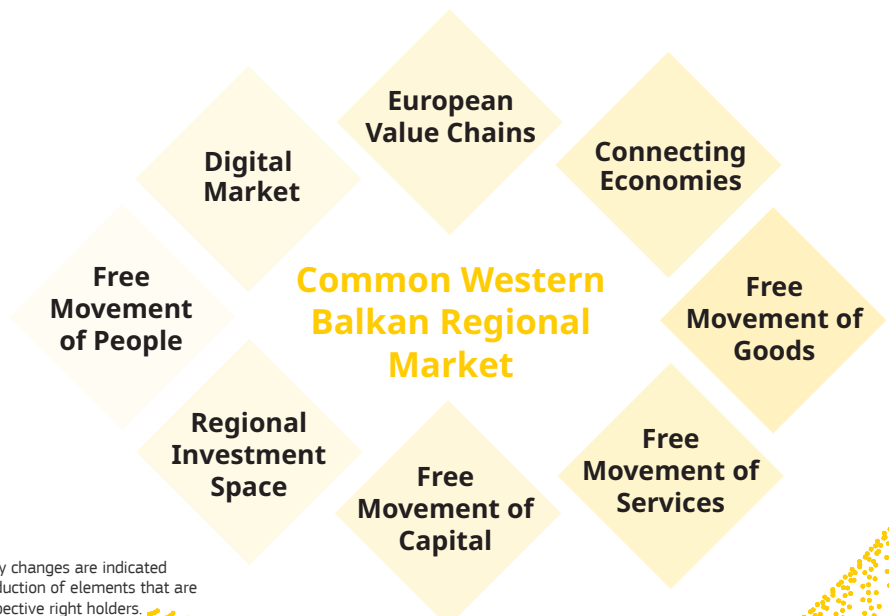 European
Value Chains
Digital
Market
Connecting
Economies
Free
Movement
of People
Common Western
Balkan Regional
Market
Free
Movement of
Goods
Regional
Investment
Space
Free
Movement of
Capital
Free
Movement of
Services
changes are indicated
of elements that are
right holders.